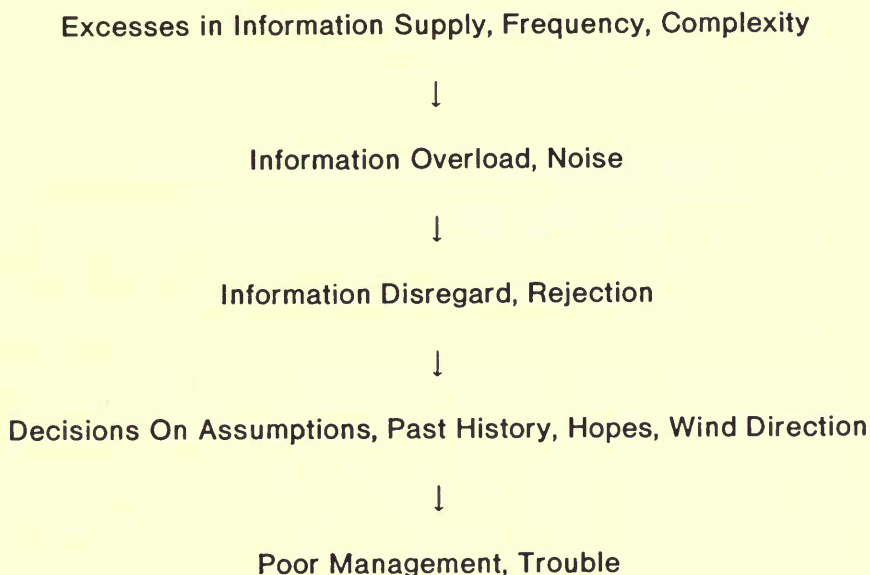 Excesses in Information Supply, Frequency, Complexity
↓
Information Overload, Noise
↓
Information Disregard, Rejection
↓
Decisions On Assumptions, Past History, Hopes, Wind Direction
↓
Poor Management, Trouble